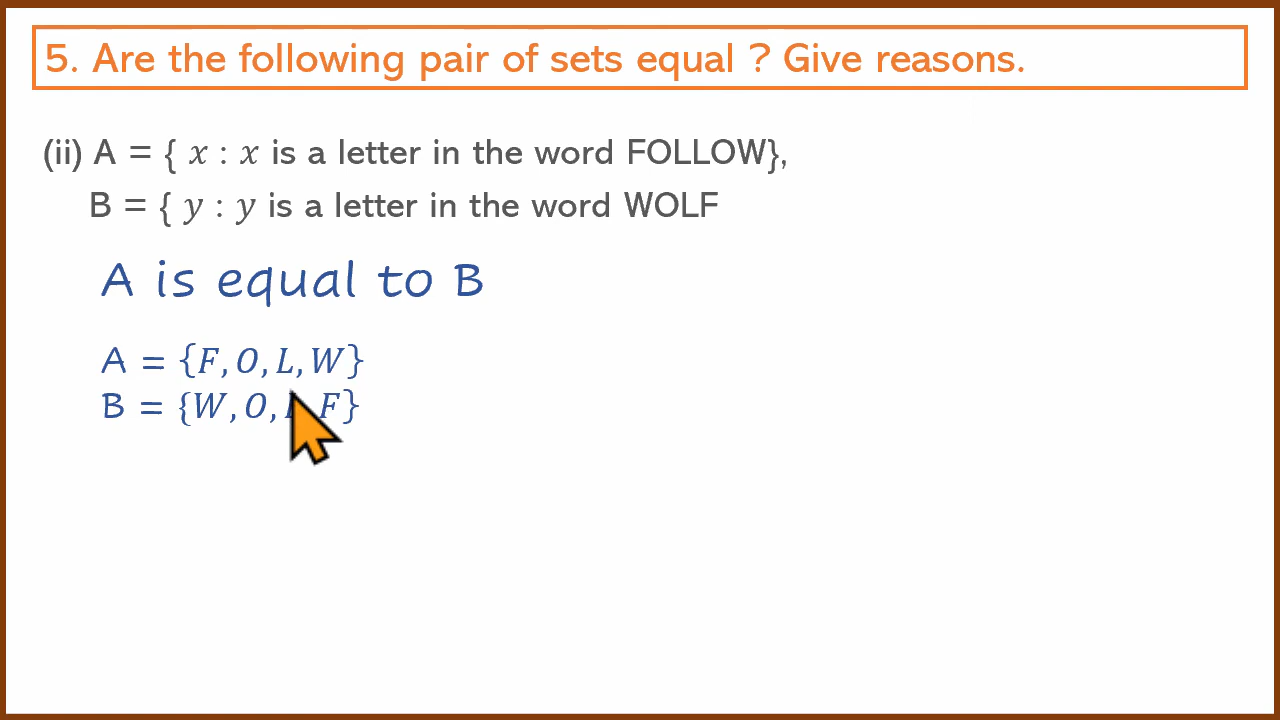 5. Are the following pair of sets equal ? Give reasons.
(ii) A = { x : x is a letter in the word FOLLOW},
B = { y : y is a letter in the word WOLF
A is equal to B
A = {F, O, L, W}
B = {W, O, L, F}